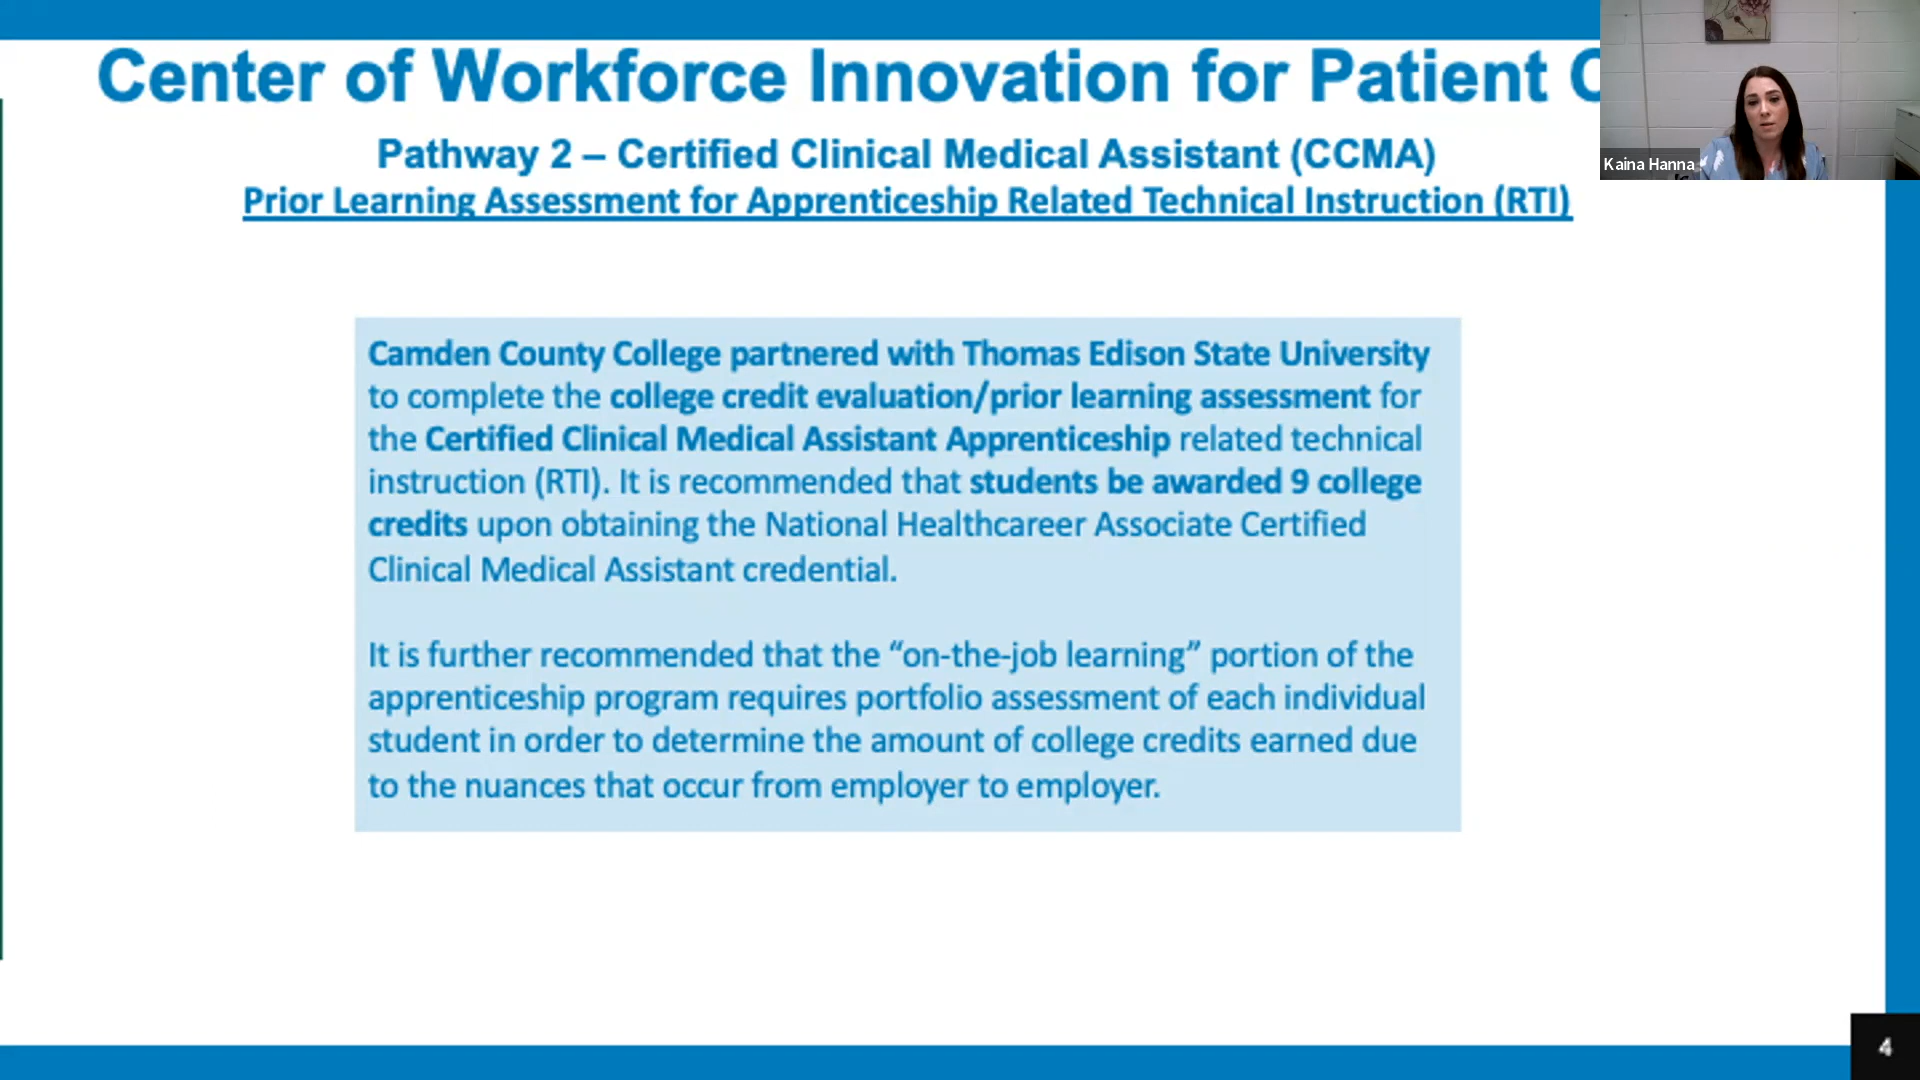 Center of Workforce Innovation for Patient C
Pathway 2 – Certified Clinical Medical Assistant (CCMA)
Kaina Hanna
Prior Learning Assessment for Apprenticeship Related Technical Instruction (RTI)
Camden County College partnered with Thomas Edison State University
to complete the college credit evaluation/prior learning assessment for
the Certified Clinical Medical Assistant Apprenticeship related technical
instruction (RTI). It is recommended that students be awarded 9 college
credits upon obtaining the National Healthcareer Associate Certified
Clinical Medical Assistant credential.
It is further recommended that the “on-the-job learning” portion of the
apprenticeship program requires portfolio assessment of each individual
student in order to determine the amount of college credits earned due
to the nuances that occur from employer to employer.
4